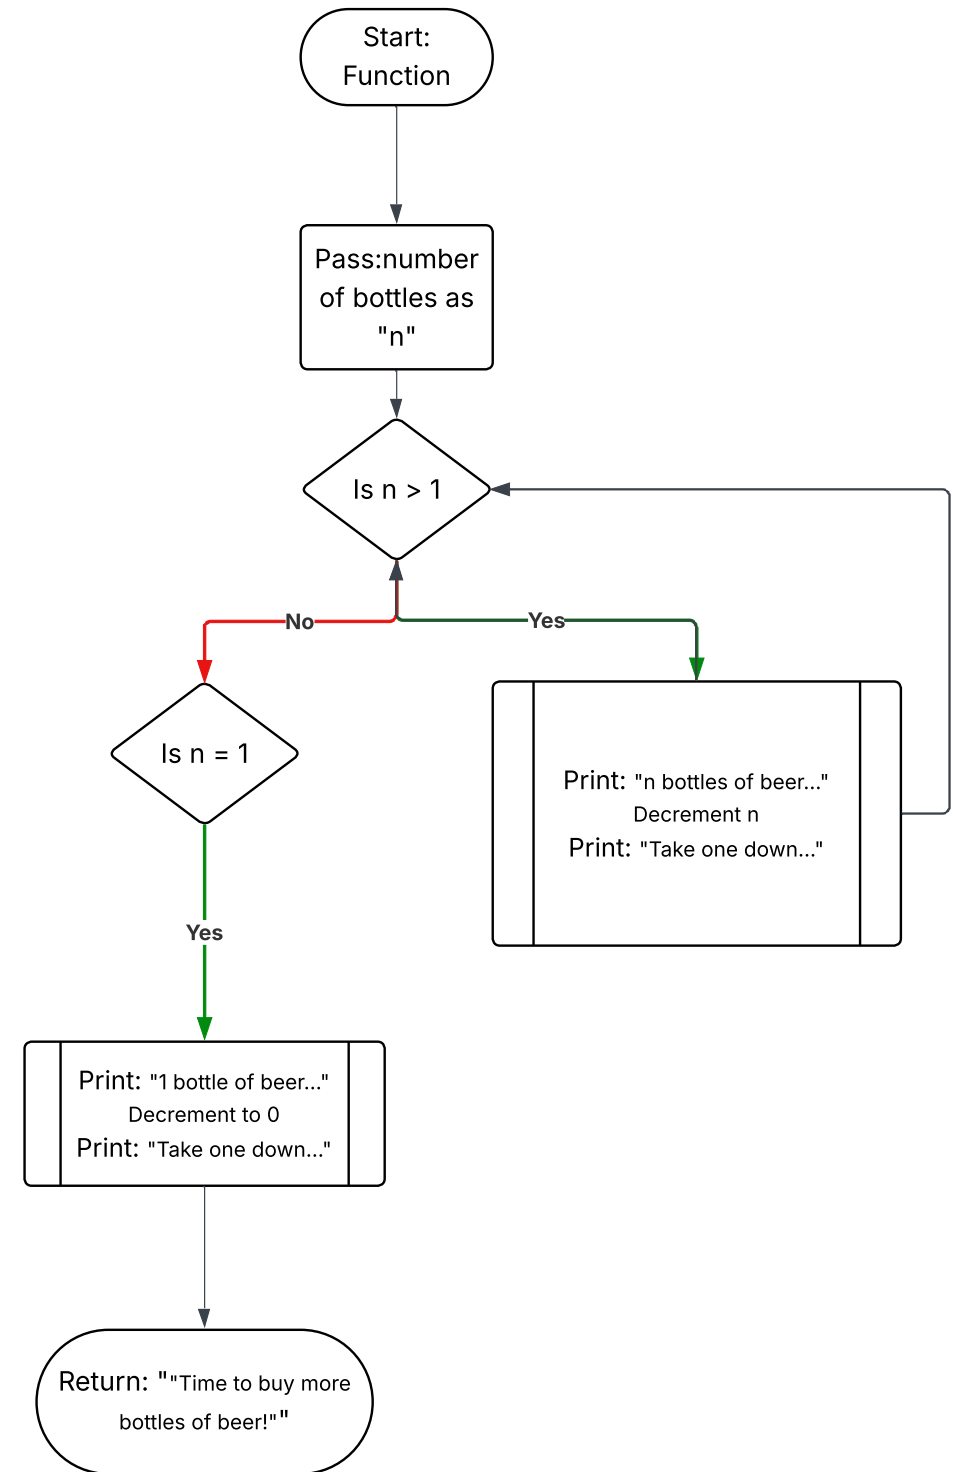 Start:
Function
Pass:number
of bottles as
"n"
Is n > 1
No
Yes
Is n = 1
Print: "n bottles of beer..."
Decrement n
Print: "Take one down..."
Yes
Print: "1 bottle of beer..."
Decrement to 0
Print: "Take one down..."
Return: ""Time to buy more
bottles of beer!""